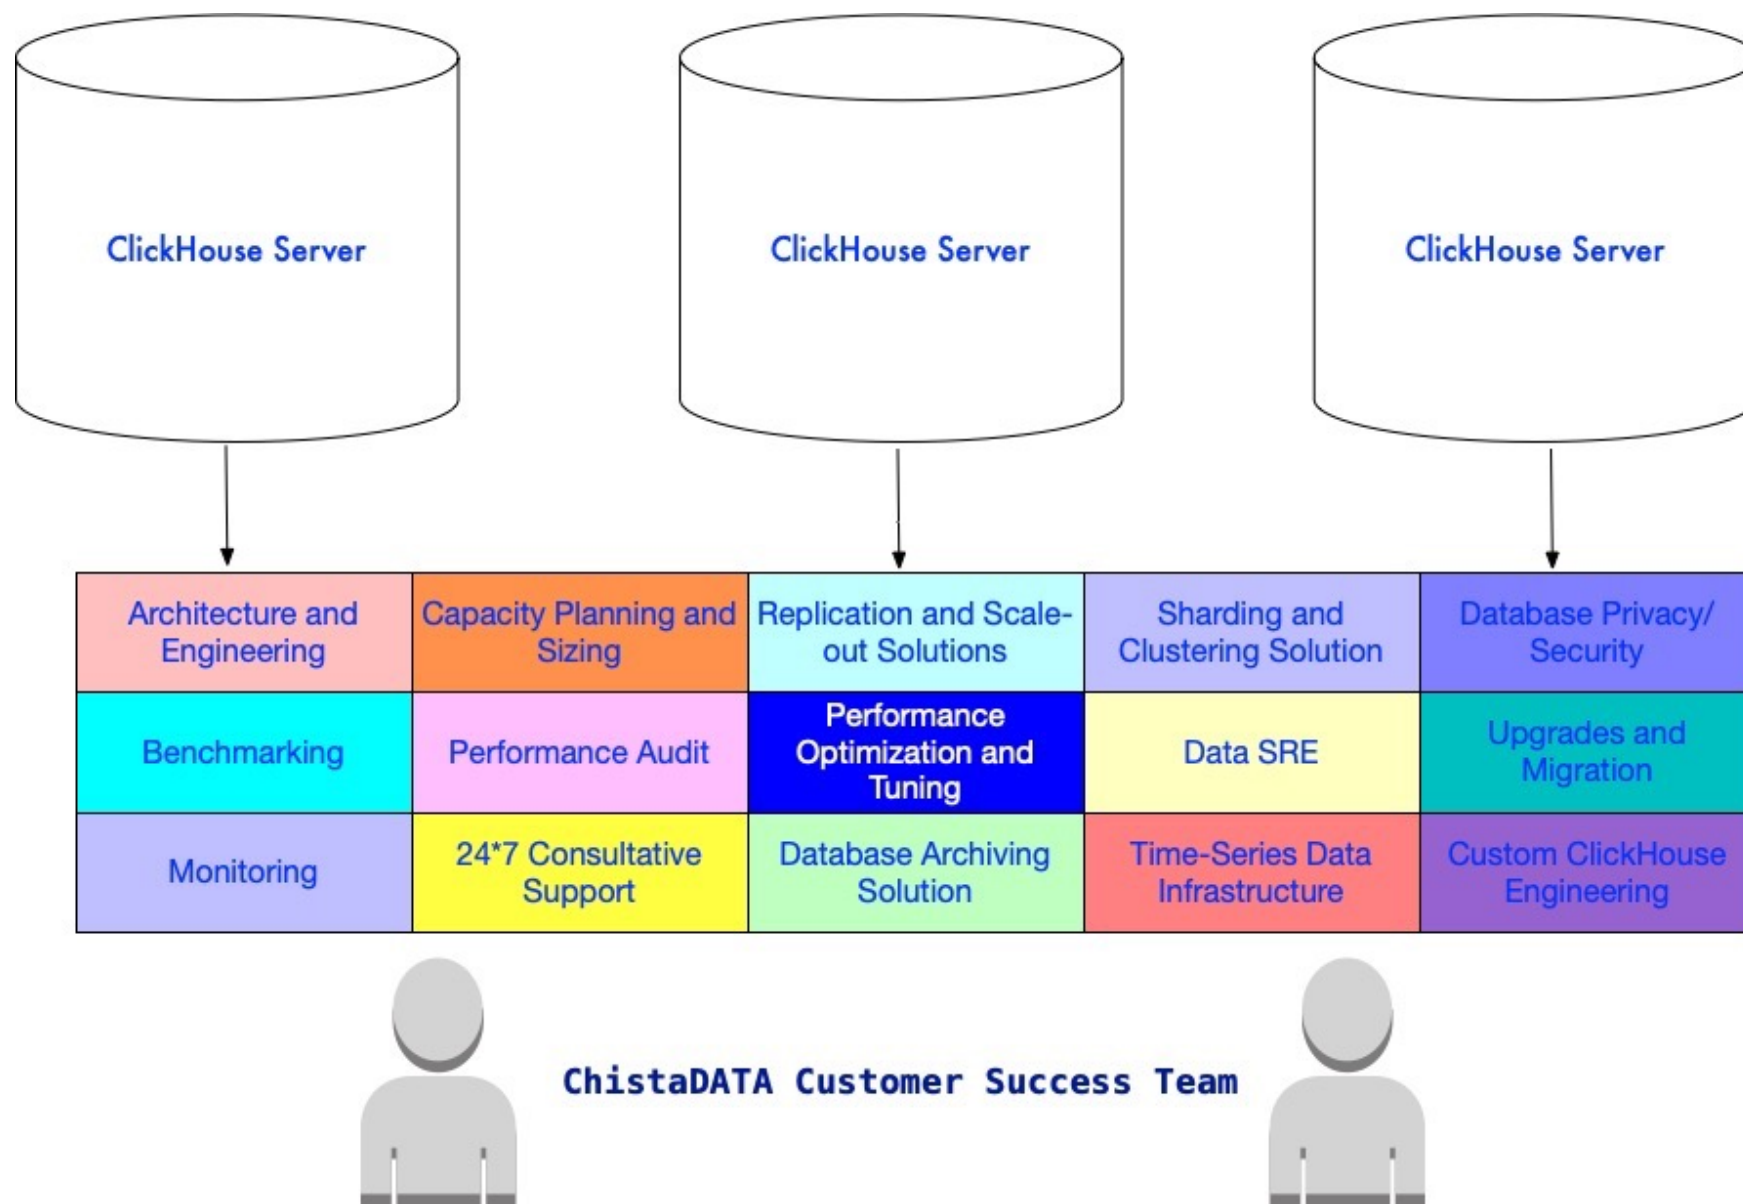 ClickHouse Server
ClickHouse Server
ClickHouse Server
Architecture and
Engineering
Capacity Planning and
Sizing
Replication and Scale-
out Solutions
Sharding and
Clustering Solution
Database Privacy/
Security
Benchmarking
Performance Audit
Performance
Optimization and
Tuning
Data SRE
Upgrades and
Migration
Monitoring
24*7 Consultative
Support
Database Archiving
Solution
Time-Series Data
Infrastructure
Custom ClickHouse
Engineering
ChistaDATA Customer Success Team